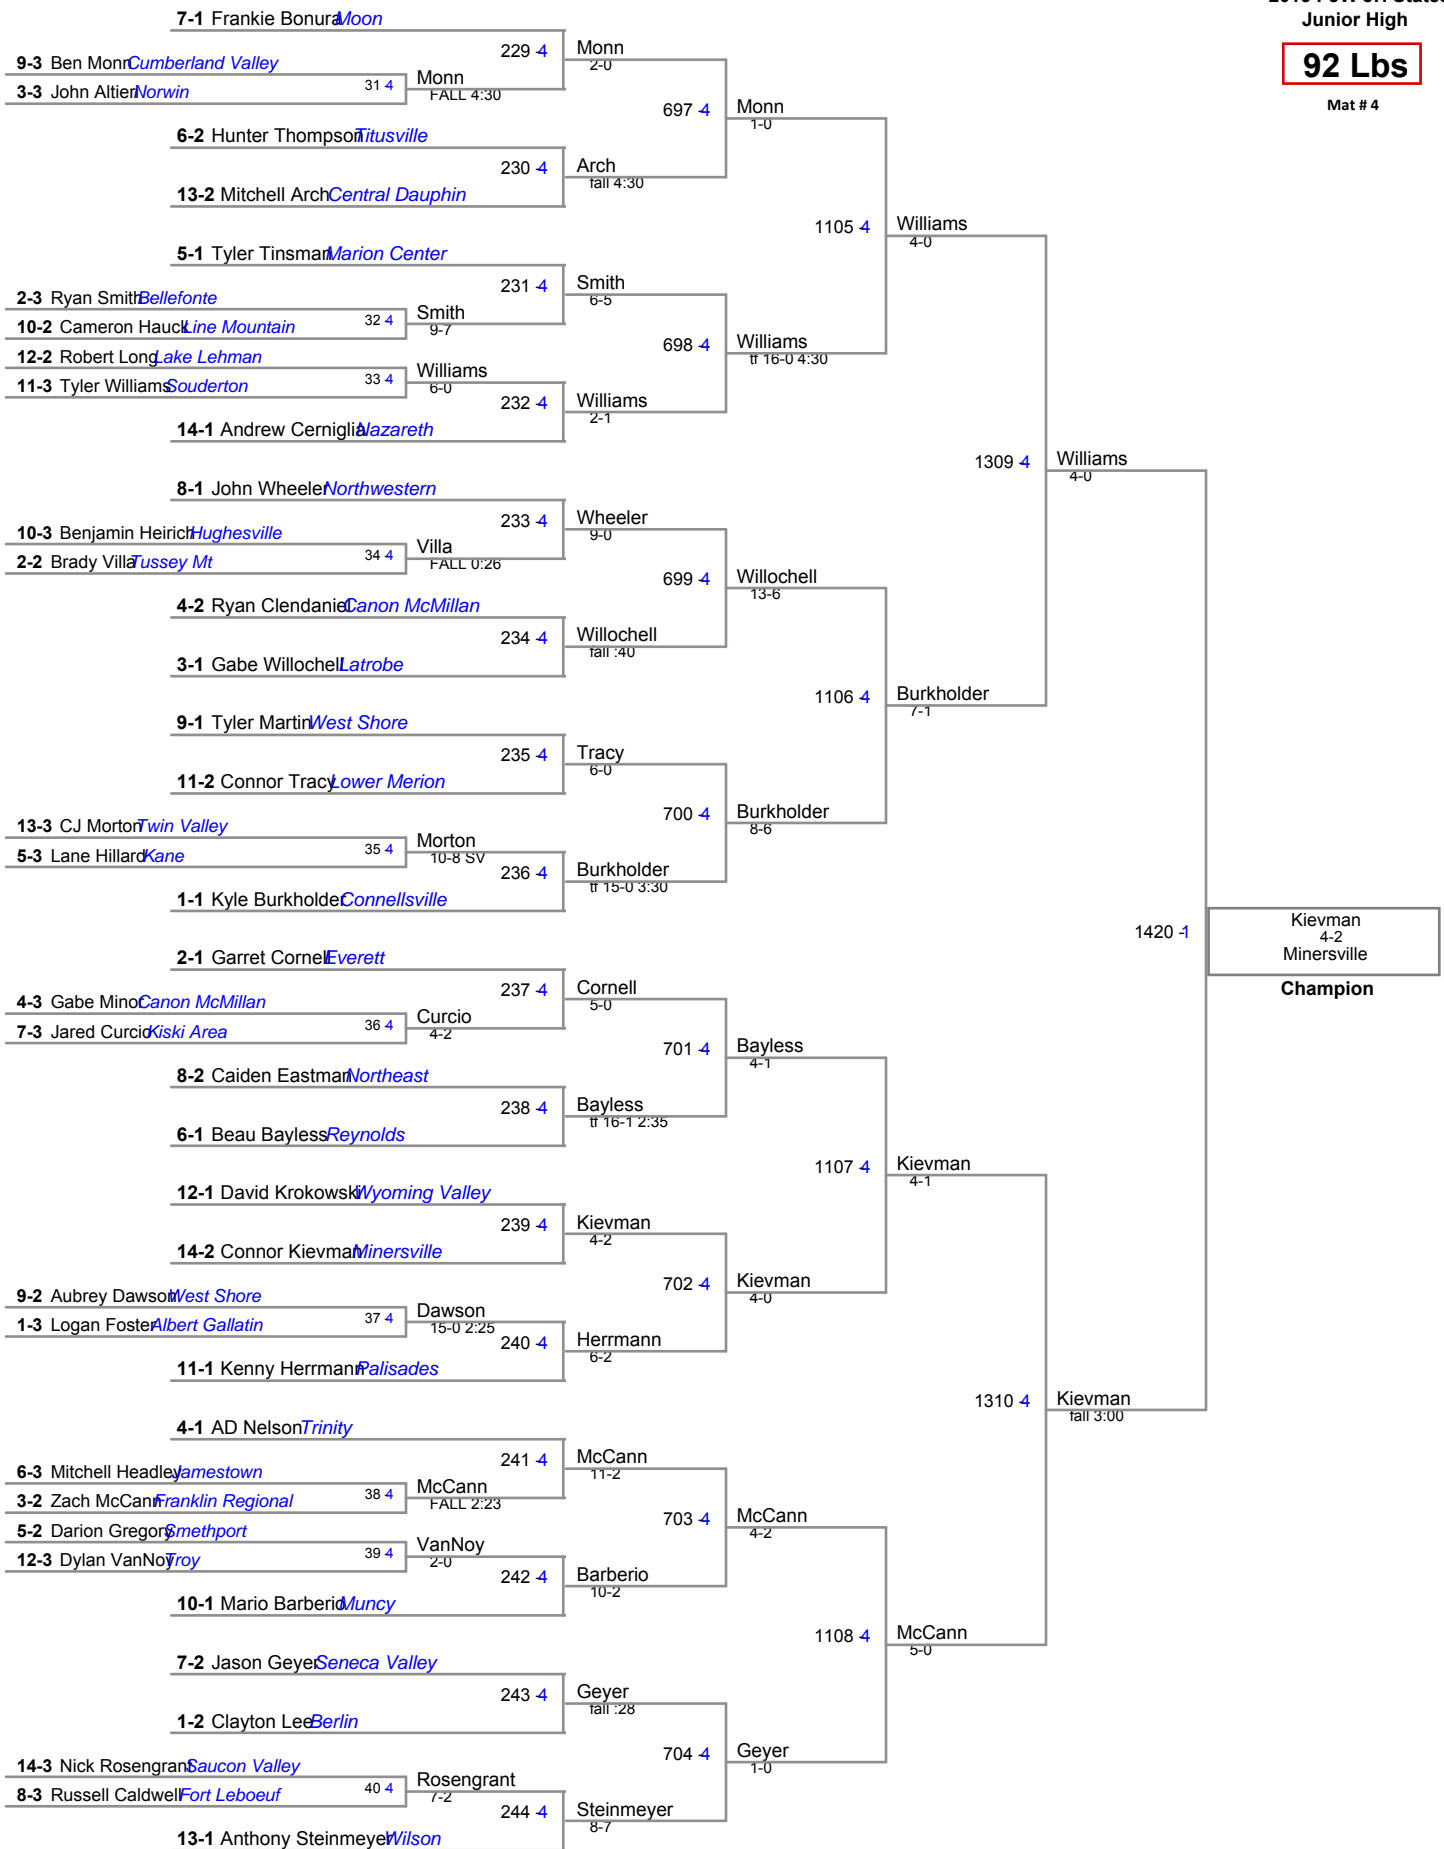 Junior High
92 Lbs
Mat # 4
7-1 Frankie Bonura Moon
229 -4 Monn
2-0
9-3 Ben Monn Cumberland Valley
31 4 Monn
FALL 4:30
3-3 John Altieri Norwin
697 -4 Monn
1-0
6-2 Hunter Thompson Titusville
230 -4 Arch
fall 4:30
13-2 Mitchell Arch Central Dauphin
1105 -4 Williams
4-0
5-1 Tyler Tinsman Marion Center
231 -4 Smith
6-5
2-3 Ryan Smith Bellefonte
32 4 Smith
9-7
10-2 Cameron Hauck Line Mountain
698 -4 Williams
tf 16-0 4:30
12-2 Robert Long Lake Lehman
33 4 Williams
6-0
11-3 Tyler Williams Souderton
232 -4 Williams
2-1
14-1 Andrew Cerniglia Nazareth
1309 -4 Williams
4-0
8-1 John Wheeler Northwestern
233 -4 Wheeler
9-0
10-3 Benjamin Heirich Hughesville
34 4 Villa
FALL 0:26
2-2 Brady Villa Tussey Mt
699 -4 Willochell
13-6
4-2 Ryan Clendaniel Canon McMillan
234 -4 Willochell
fall :40
3-1 Gabe Willochell Latrobe
1106 -4 Burkholder
7-1
9-1 Tyler Martin West Shore
235 -4 Tracy
6-0
11-2 Connor Tracy Lower Merion
700 -4 Burkholder
8-6
13-3 CJ Morton Twin Valley
35 4 Morton
10-8 SV
5-3 Lane Hillard Kane
236 -4 Burkholder
tf 15-0 3:30
1-1 Kyle Burkholder Connellsville
1420 -1 Kievman
4-2
Minersville
Champion
2-1 Garret Cornell Everett
237 -4 Cornell
5-0
4-3 Gabe Minor Canon McMillan
36 4 Curcio
4-2
7-3 Jared Curcio Kiski Area
701 -4 Bayless
4-1
8-2 Caiden Eastman Northeast
238 -4 Bayless
tf 16-1 2:35
6-1 Beau Bayless Reynolds
1107 -4 Kievman
4-1
12-1 David Krokowski Wyoming Valley
239 -4 Kievman
4-2
14-2 Connor Kievman Minersville
702 -4 Kievman
4-0
9-2 Aubrey Dawson West Shore
37 4 Dawson
15-0 2:25
1-3 Logan Foster Albert Gallatin
240 -4 Herrmann
6-2
11-1 Kenny Herrmann Palisades
1310 -4 Kievman
fall 3:00
4-1 AD Nelson Trinity
241 -4 McCann
11-2
6-3 Mitchell Headley Jamestown
38 4 McCann
FALL 2:23
3-2 Zach McCann Franklin Regional
703 -4 McCann
4-2
5-2 Darion Gregory Smethport
39 4 VanNoy
2-0
12-3 Dylan VanNoy Troy
242 -4 Barberio
10-2
10-1 Mario Barberio Muncy
1108 -4 McCann
5-0
7-2 Jason Geyer Seneca Valley
243 -4 Geyer
fall :28
1-2 Clayton Lee Berlin
704 -4 Geyer
1-0
14-3 Nick Rosengrant Saucon Valley
40 4 Rosengrant
7-2
8-3 Russell Caldwell Fort Leboeuf
244 -4 Steinmeyer
8-7
13-1 Anthony Steinmeyer Wilson